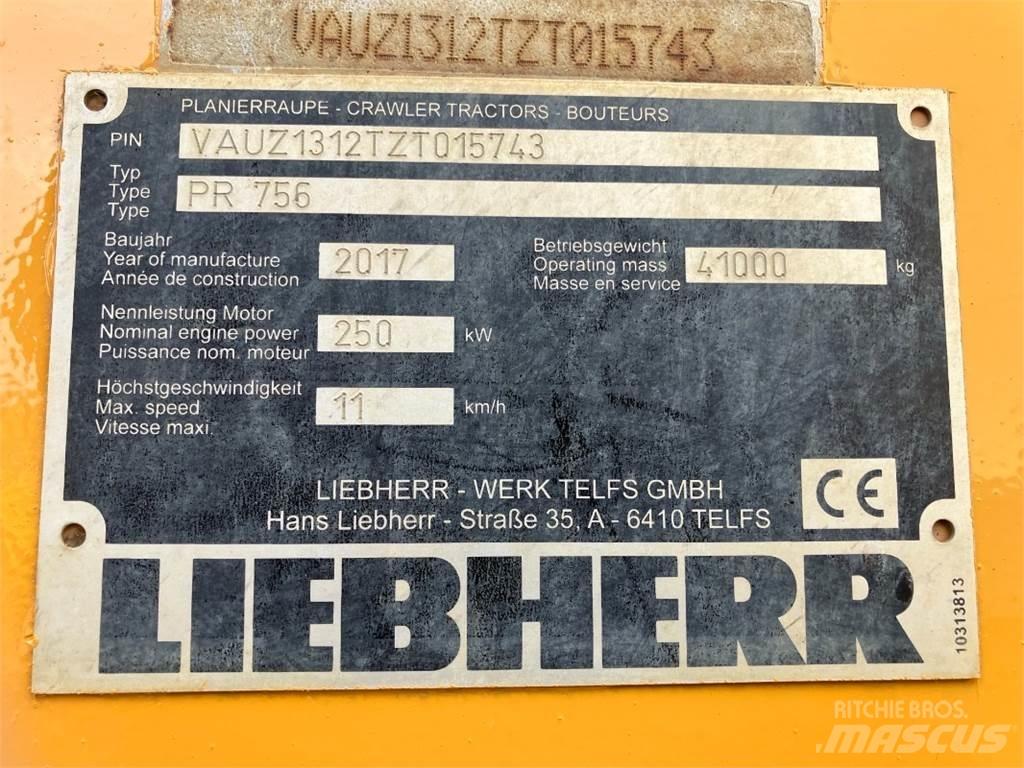 VAUZ1312TZT015743
PLANIERRAUPE - CRAWLER TRACTORS - BOUTEURS
PIN VAUZ1312TZT015743
Typ
Type PR 756
Type
Baujahr
Year of manufacture 2017
Année de construction
Betriebsgewicht
Operating mass 41000 kg
Masse en service
Nennleistung Motor
Nominal engine power 250 kW
Puissance nom. moteur
Höchstgeschwindigkeit
Max. speed 11 km/h
Vitesse maxi.
LIEBHERR - WERK TELFS GMBH
Hans Liebherr - Straße 35, A - 6410 TELFS
CE
LIEBHERR
10313813
RITCHIE BROS.
MASCUS